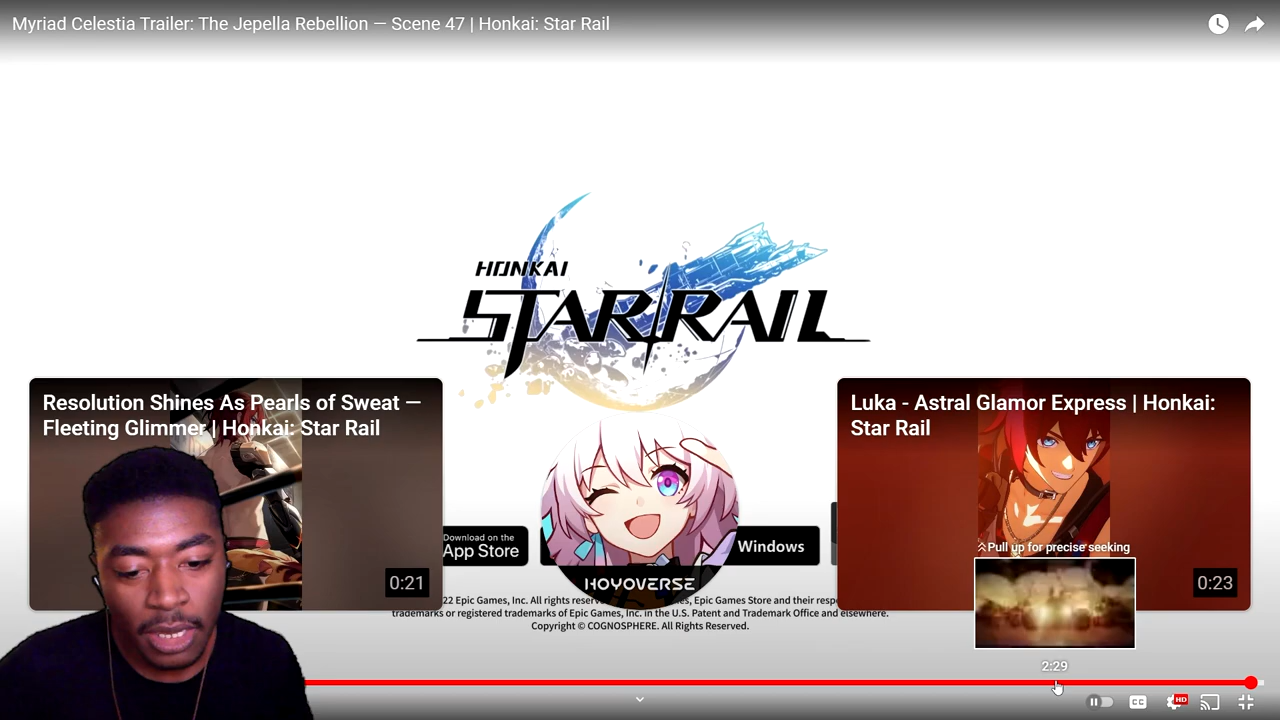 Myriad Celestia Trailer: The Jepella Rebellion — Scene 47 | Honkai: Star Rail
HONKAI
STAR RAIL
Resolution Shines As Pearls of Sweat —
Fleeting Glimmer | Honkai: Star Rail
Luka - Astral Glamor Express | Honkai:
Star Rail
Download on the
App Store
Windows
Pull up for precise seeking
0:21
HOYOVERSE
0:23
22 Epic Games, Inc. All rights reser
s, Epic Games Store and their resp
trademarks or registered trademarks of Epic Games, Inc. in the U.S. Patent and Trademark Office and elsewhere.
Copyright © COGNOSPHERE. All Rights Reserved.
2:29
CC
HD